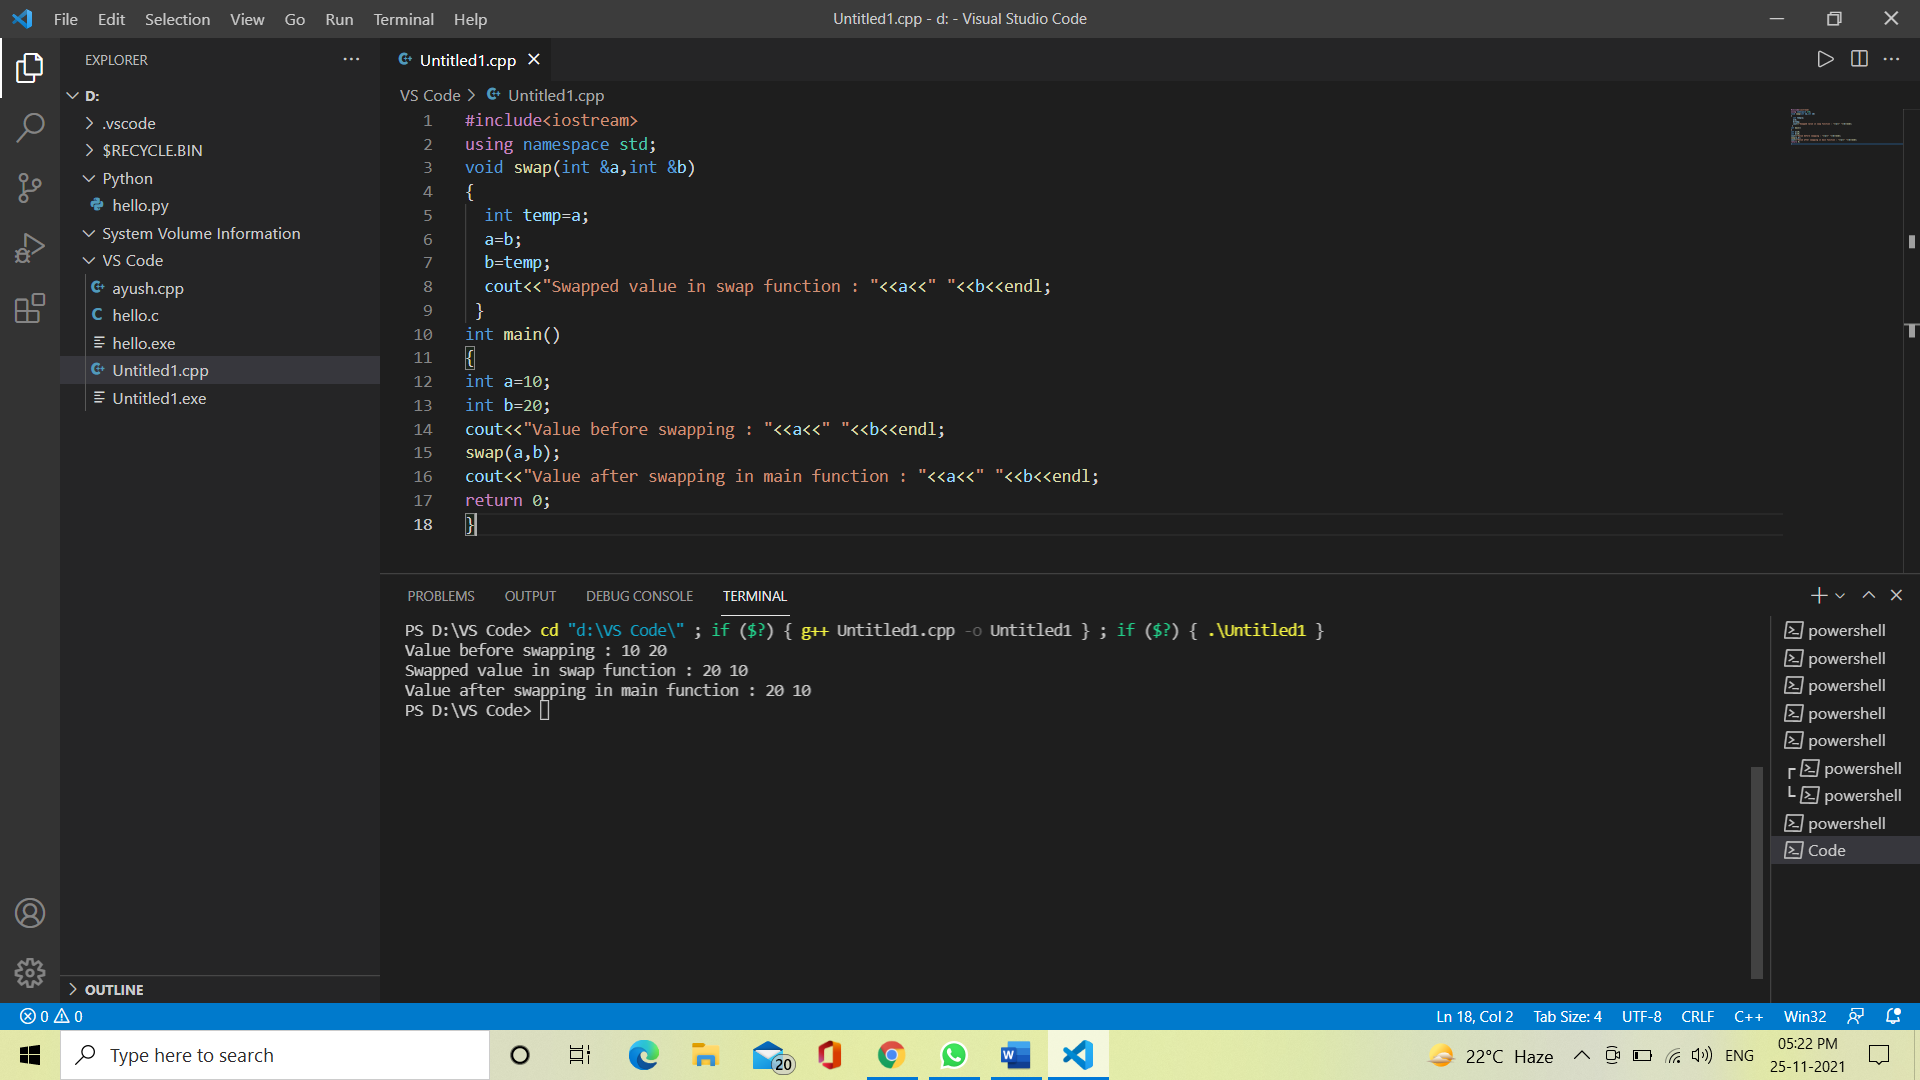 File Edit Selection View Go Run Terminal Help
Untitled1.cpp - d: - Visual Studio Code
EXPLORER
D:
.vscode
$RECYCLE.BIN
Python
hello.py
System Volume Information
VS Code
ayush.cpp
hello.c
hello.exe
Untitled1.cpp
Untitled1.exe
OUTLINE
Untitled1.cpp
VS Code > Untitled1.cpp
1 #include<iostream>
2 using namespace std;
3 void swap(int &a,int &b)
4 {
5 int temp=a;
6 a=b;
7 b=temp;
8 cout<<"Swapped value in swap function : "<<a<<" "<<b<<endl;
9 }
10 int main()
11 {
12 int a=10;
13 int b=20;
14 cout<<"Value before swapping : "<<a<<" "<<b<<endl;
15 swap(a,b);
16 cout<<"Value after swapping in main function : "<<a<<" "<<b<<endl;
17 return 0;
18 }
PROBLEMS OUTPUT DEBUG CONSOLE TERMINAL
PS D:\VS Code> cd "d:\VS Code\" ; if ($?) { g++ Untitled1.cpp -o Untitled1 } ; if ($?) { .\Untitled1 }
Value before swapping : 10 20
Swapped value in swap function : 20 10
Value after swapping in main function : 20 10
PS D:\VS Code>
powershell
powershell
powershell
powershell
powershell
powershell
powershell
powershell
Code
0 0
Ln 18, Col 2 Tab Size: 4 UTF-8 CRLF C++ Win32
Type here to search
20
22°C Haze
ENG
05:22 PM
25-11-2021